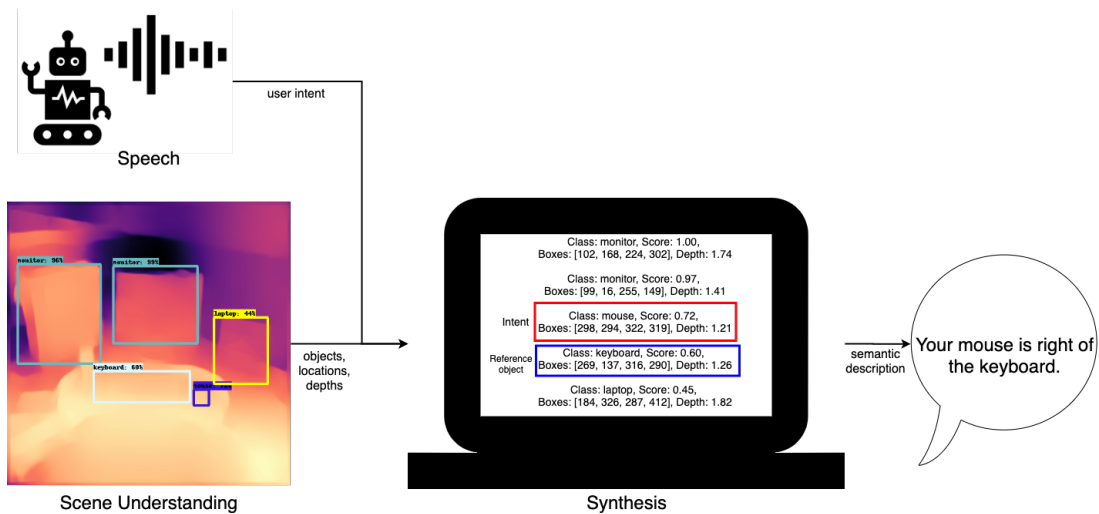 user intent
Speech
monitor: 96%
monitor: 99%
laptop: 44%
keyboard: 60%
objects,
locations,
depths
Scene Understanding
Class: monitor, Score: 1.00,
Boxes: [102, 168, 224, 302], Depth: 1.74
Class: monitor, Score: 0.97,
Boxes: [99, 16, 255, 149], Depth: 1.41
Intent
Class: mouse, Score: 0.72,
Boxes: [298, 294, 322, 319], Depth: 1.21
Reference
object
Class: keyboard, Score: 0.60,
Boxes: [269, 137, 316, 290], Depth: 1.26
Class: laptop, Score: 0.45,
Boxes: [184, 326, 287, 412], Depth: 1.82
Synthesis
semantic
description
Your mouse is right of
the keyboard.